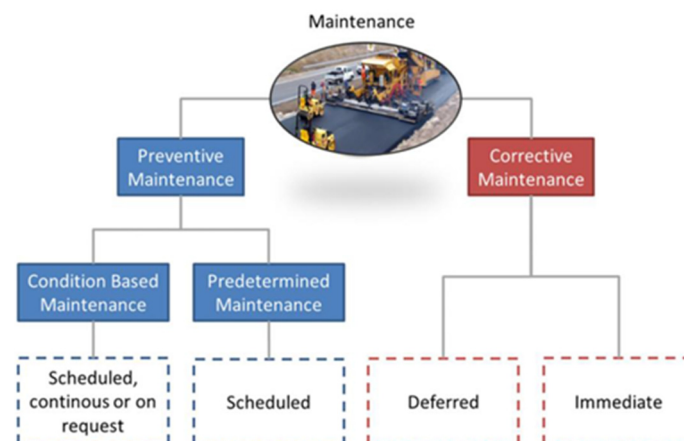 Maintenance
Preventive
Maintenance
Corrective
Maintenance
Condition Based
Maintenance
Predetermined
Maintenance
Scheduled,
continous or on
request
Scheduled
Deferred
Immediate